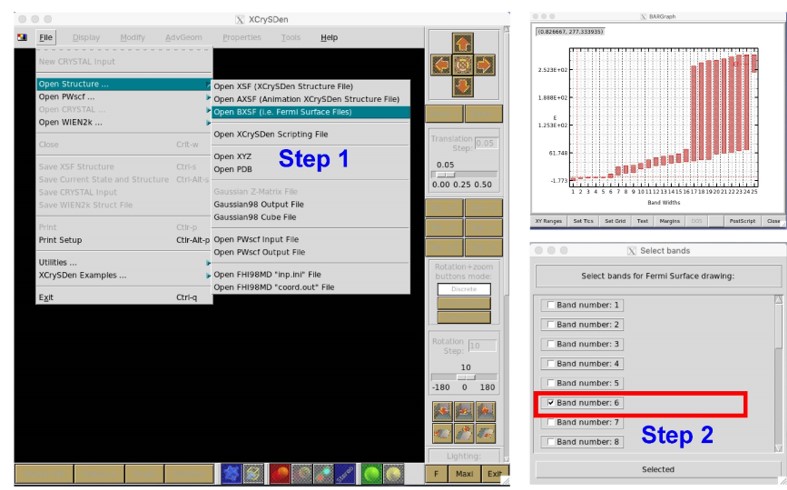 XCrySDen
File Display Modify AdvGeom Properties Tools Help
New CRYSTAL Input
Open Structure ...
Open PWscf ...
Open CRYSTAL ...
Open WIEN2k ...
Close Crlt-w
Save XSF Structure Ctrl-s
Save Current State and Structure Ctrl-Alt-s
Save CRYSTAL Input
Save WIEN2k Struct File
Print Ctr-p
Print Setup Ctlr-Alt-p
Utilities ...
XCrySDen Examples ...
Exit Ctrl-q
Open XSF (XCrySDen Structure File)
Open AXSF (Animation XCrySDen Structure File)
Open BXSF (i.e. Fermi Surface Files)
Open XCrySDen Scripting File
Open XYZ
Open PDB
Gaussian Z-Matrix File
Gaussian98 Output File
Gaussian98 Cube File
Open PWscf Input File
Open PWscf Output File
Open FHI98MD "inp.ini" File
Open FHI98MD "coord.out" File
Step 1
Translation
Step: 0.05
0.05
0.00 0.25 0.50
Rotation+zoom
buttons mode:
Discrete
Rotation
Step: 10
10
-180 0 180
Lighting:
Stereo
F Maxi Exit
BARGraph
(0.826667, 277.333935)
2.523E+02
1.888E+02
E
1.253E+02
61.748
-1.773
1 2 3 4 5 6 7 8 9 10 11 12 13 14 15 16 17 18 19 20 21 22 23 24 25
Band Widths
XY Ranges Set Tics Set Grid Text Margins DOS PostScript Close
Select bands
Select bands for Fermi Surface drawing:
Band number: 1
Band number: 2
Band number: 3
Band number: 4
Band number: 5
Band number: 6
Band number: 7
Band number: 8
Step 2
Selected